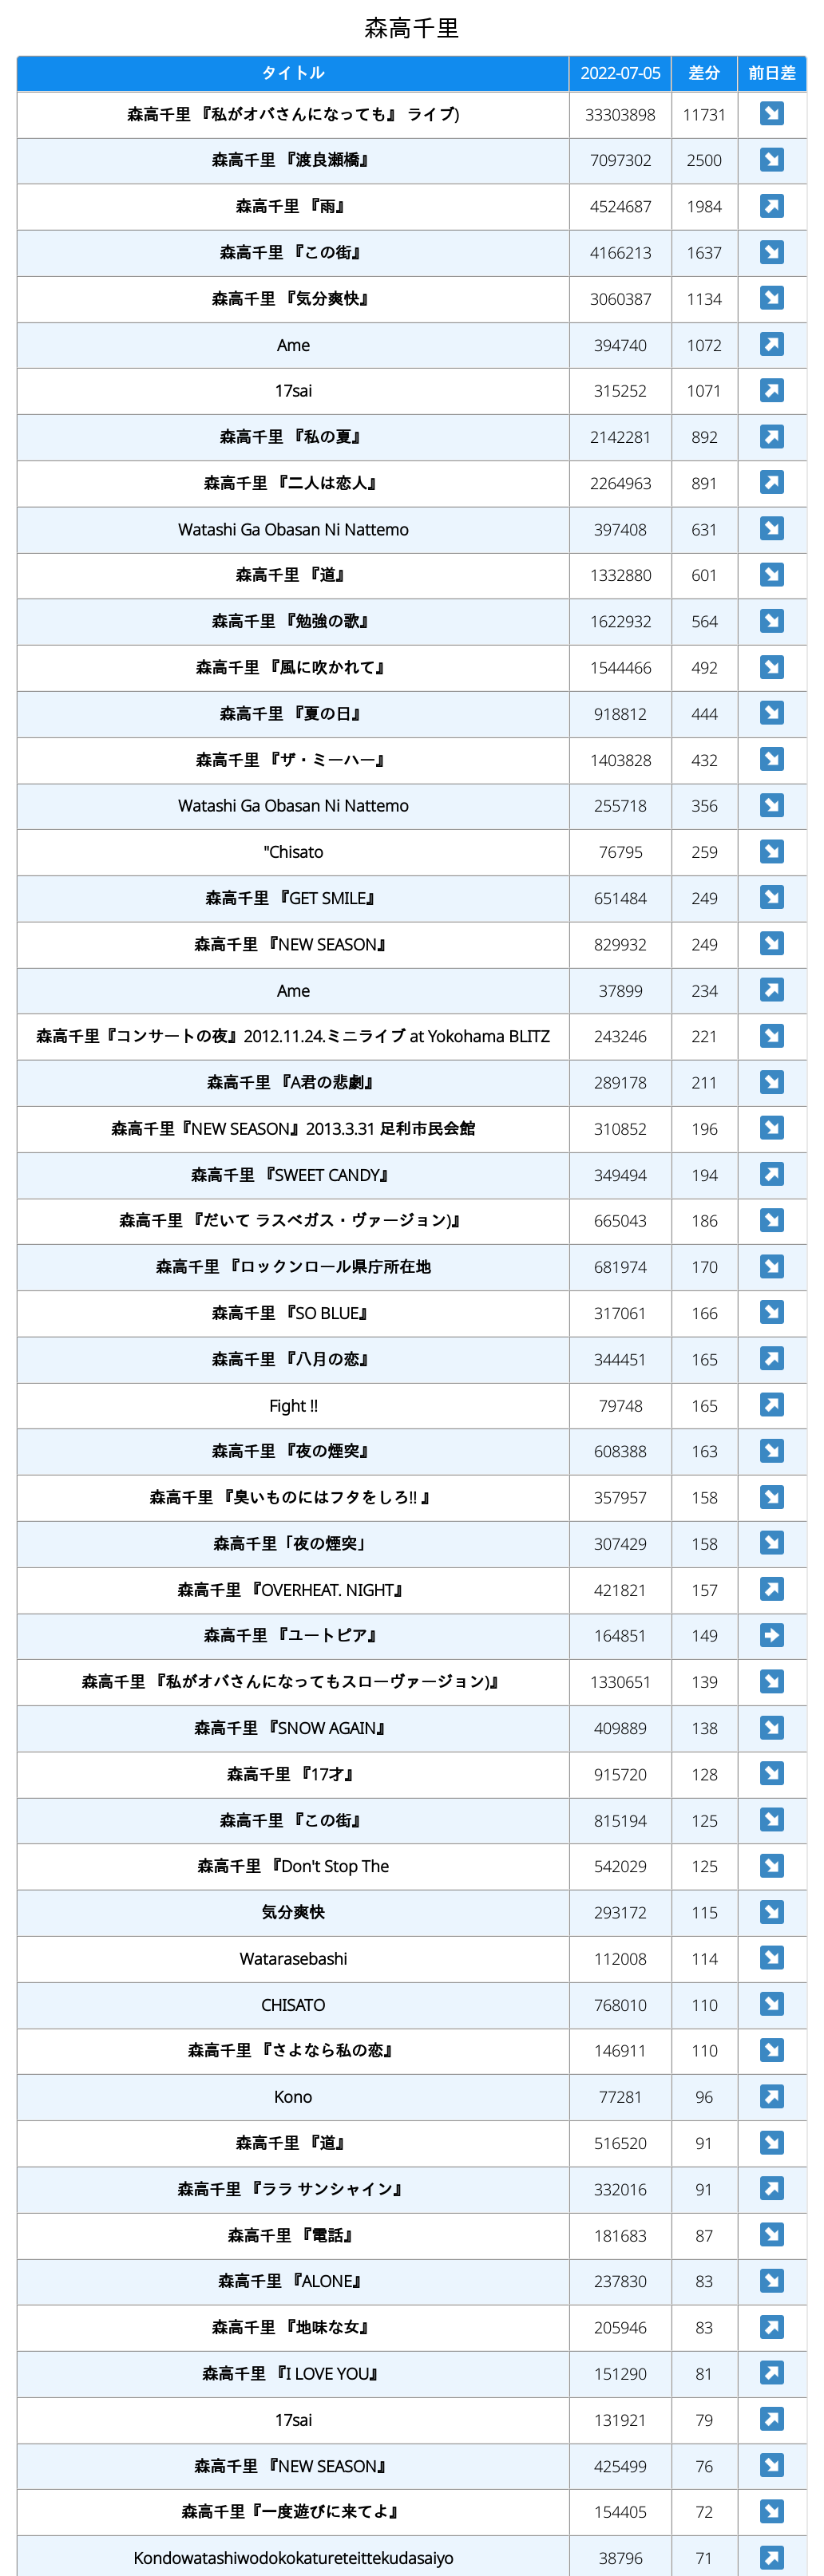 森高千里
タイトル 2022-07-05 差分 前日差
森高千里 『私がオバさんになっても』 ライブ) 33303898 11731
森高千里 『渡良瀬橋』 7097302 2500
森高千里 『雨』 4524687 1984
森高千里 『この街』 4166213 1637
森高千里 『気分爽快』 3060387 1134
Ame 394740 1072
17sai 315252 1071
森高千里 『私の夏』 2142281 892
森高千里 『二人は恋人』 2264963 891
Watashi Ga Obasan Ni Nattemo 397408 631
森高千里 『道』 1332880 601
森高千里 『勉強の歌』 1622932 564
森高千里 『風に吹かれて』 1544466 492
森高千里 『夏の日』 918812 444
森高千里 『ザ・ミーハー』 1403828 432
Watashi Ga Obasan Ni Nattemo 255718 356
"Chisato 76795 259
森高千里 『GET SMILE』 651484 249
森高千里 『NEW SEASON』 829932 249
Ame 37899 234
森高千里『コンサートの夜』2012.11.24.ミニライブ at Yokohama BLITZ 243246 221
森高千里 『A君の悲劇』 289178 211
森高千里『NEW SEASON』2013.3.31 足利市民会館 310852 196
森高千里 『SWEET CANDY』 349494 194
森高千里 『だいて ラスベガス・ヴァージョン)』 665043 186
森高千里 『ロックンロール県庁所在地 681974 170
森高千里 『SO BLUE』 317061 166
森高千里 『八月の恋』 344451 165
Fight !! 79748 165
森高千里 『夜の煙突』 608388 163
森高千里 『臭いものにはフタをしろ!! 』 357957 158
森高千里「夜の煙突」 307429 158
森高千里 『OVERHEAT. NIGHT』 421821 157
森高千里 『ユートピア』 164851 149
森高千里 『私がオバさんになってもスローヴァージョン)』 1330651 139
森高千里 『SNOW AGAIN』 409889 138
森高千里 『17才』 915720 128
森高千里 『この街』 815194 125
森高千里 『Don't Stop The 542029 125
気分爽快 293172 115
Watarasebashi 112008 114
CHISATO 768010 110
森高千里 『さよなら私の恋』 146911 110
Kono 77281 96
森高千里 『道』 516520 91
森高千里 『ララ サンシャイン』 332016 91
森高千里 『電話』 181683 87
森高千里 『ALONE』 237830 83
森高千里 『地味な女』 205946 83
森高千里 『I LOVE YOU』 151290 81
17sai 131921 79
森高千里 『NEW SEASON』 425499 76
森高千里『一度遊びに来てよ』 154405 72
Kondowatashiwodokokatureteittekudasaiyo 38796 71